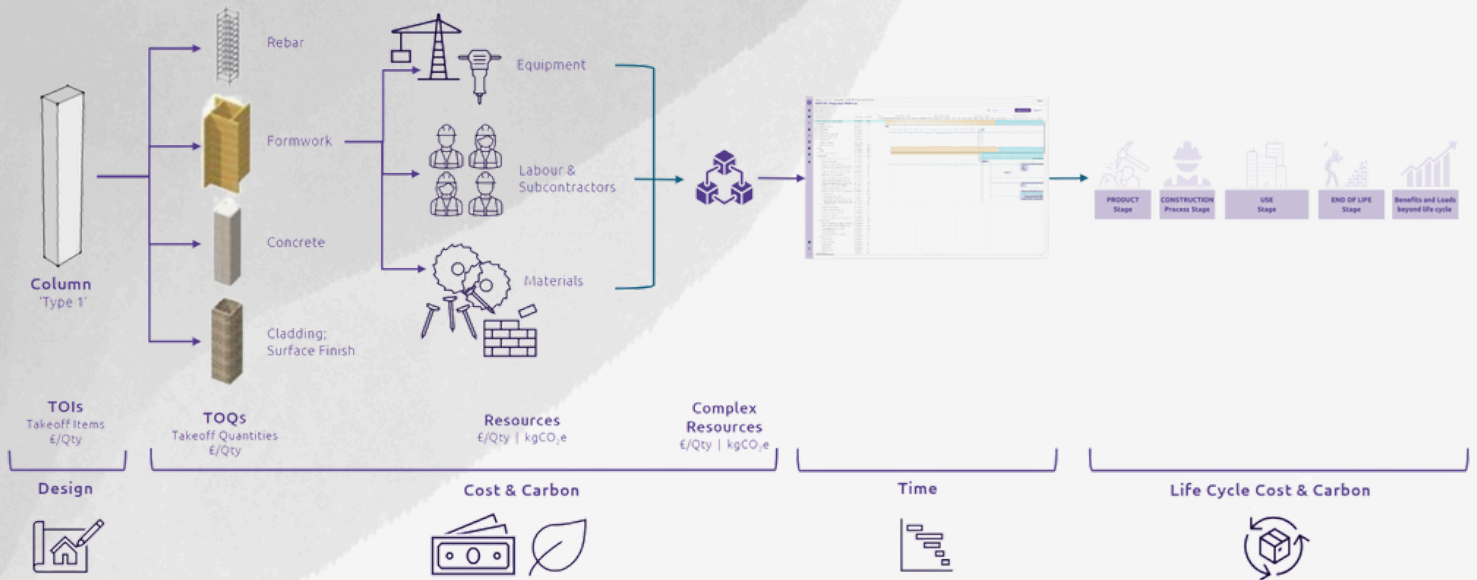 Rebar
Equipment
Formwork
Labour &
Subcontractors
Concrete
Materials
Column
'Type 1'
Cladding;
Surface Finish
PRODUCT
Stage
CONSTRUCTION
Process Stage
USE
Stage
END OF LIFE
Stage
Benefits and Loads
beyond life cycle
TOIs
Takeoff Items
£/Qty
TOQs
Takeoff Quantities
£/Qty
Resources
£/Qty | kgCO₂e
Complex
Resources
£/Qty | kgCO₂e
Design
Cost & Carbon
Time
Life Cycle Cost & Carbon